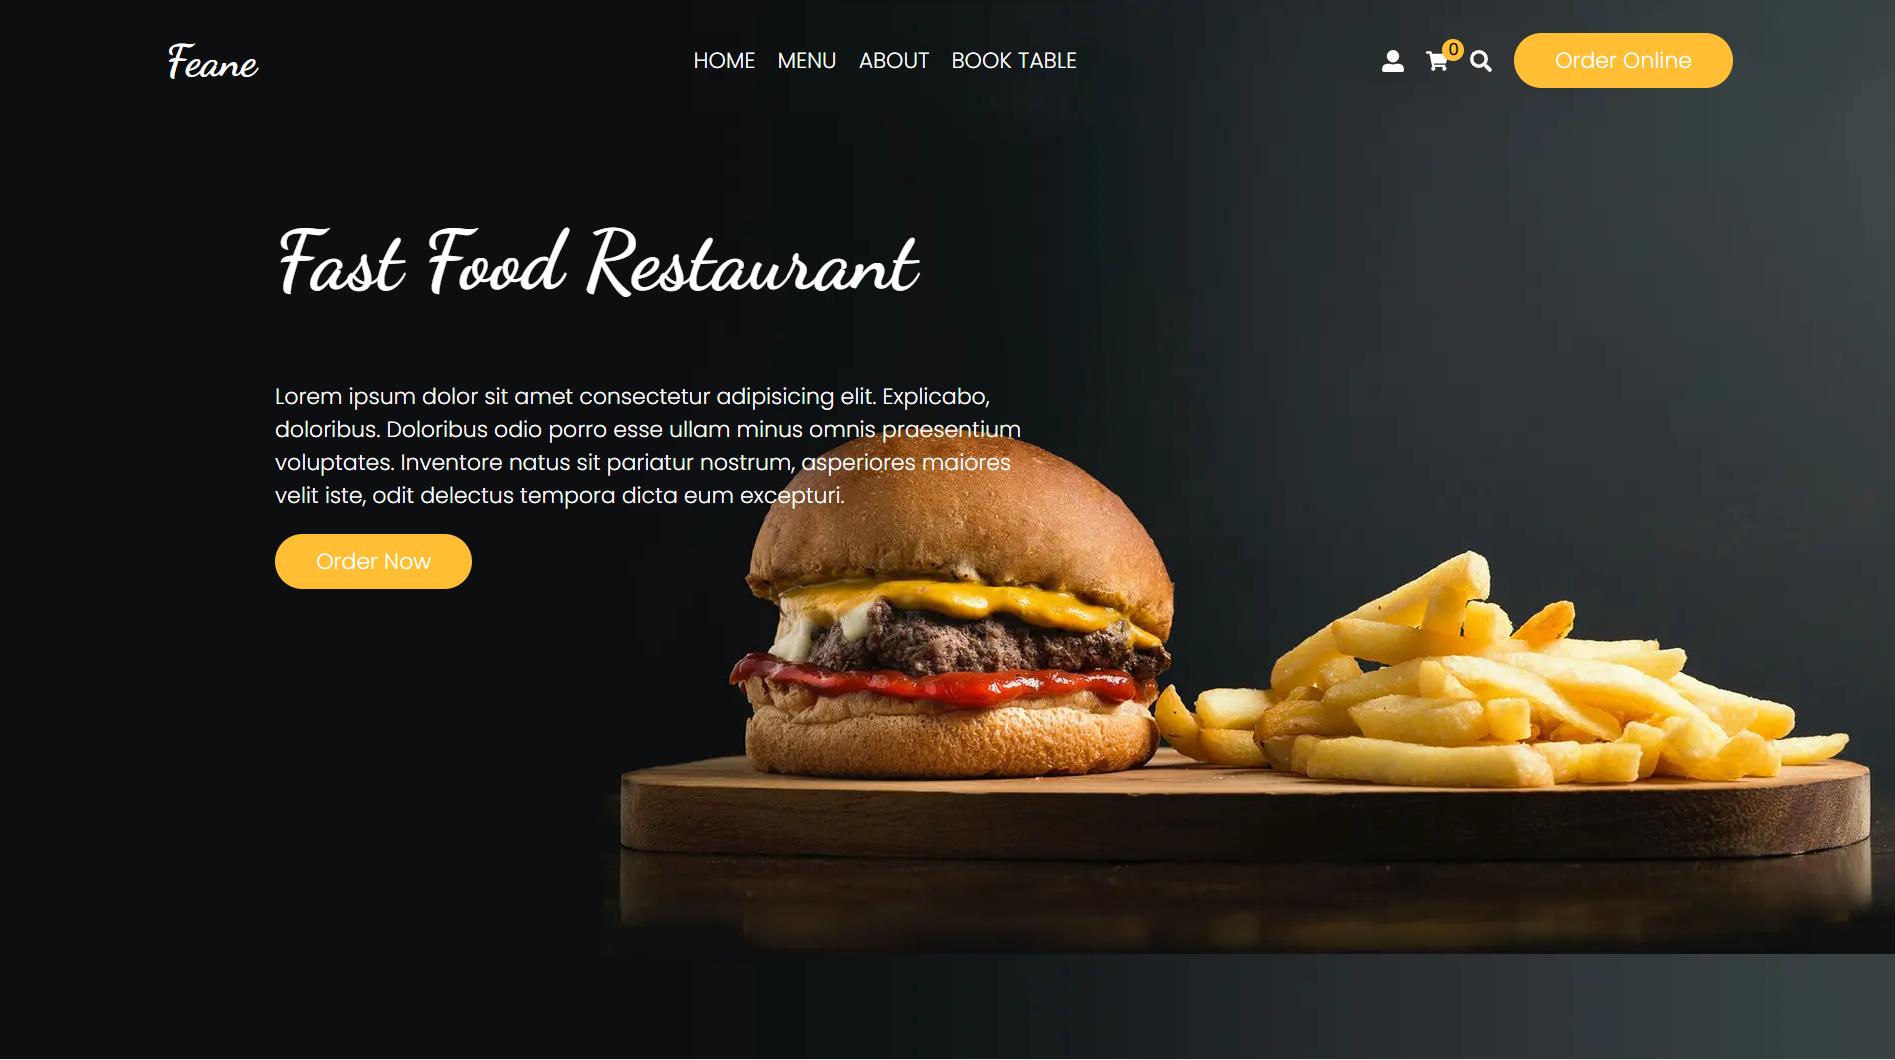 Feane
HOME MENU ABOUT BOOK TABLE
0
Order Online
Fast Food Restaurant
Lorem ipsum dolor sit amet consectetur adipisicing elit. Explicabo,
doloribus. Doloribus odio porro esse ullam minus omnis praesentium
voluptates. Inventore natus sit pariatur nostrum, asperiores maiores
velit iste, odit delectus tempora dicta eum excepturi.
Order Now